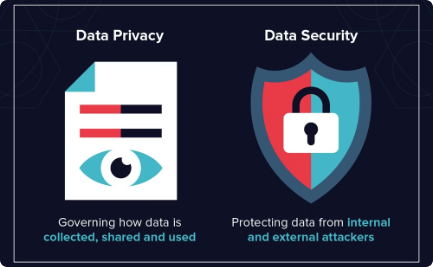 Data Privacy
Data Security
Governing how data is
collected, shared and used
Protecting data from internal
and external attackers